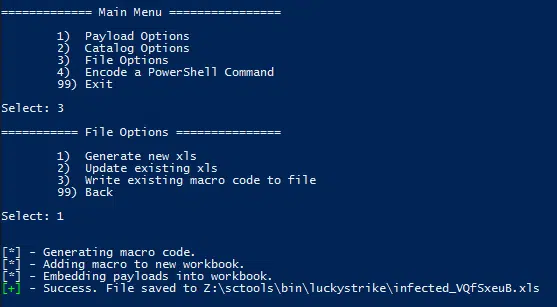 ============= Main Menu ================
1) Payload Options
2) Catalog Options
3) File Options
4) Encode a PowerShell Command
99) Exit
Select: 3
=========== File Options ===============
1) Generate new xls
2) Update existing xls
3) Write existing macro code to file
99) Back
Select: 1
[*] - Generating macro code.
[*] - Adding macro to new workbook.
[*] - Embedding payloads into workbook.
[+] - Success. File saved to Z:\sctools\bin\luckystrike\infected_VQfSxeuB.xls